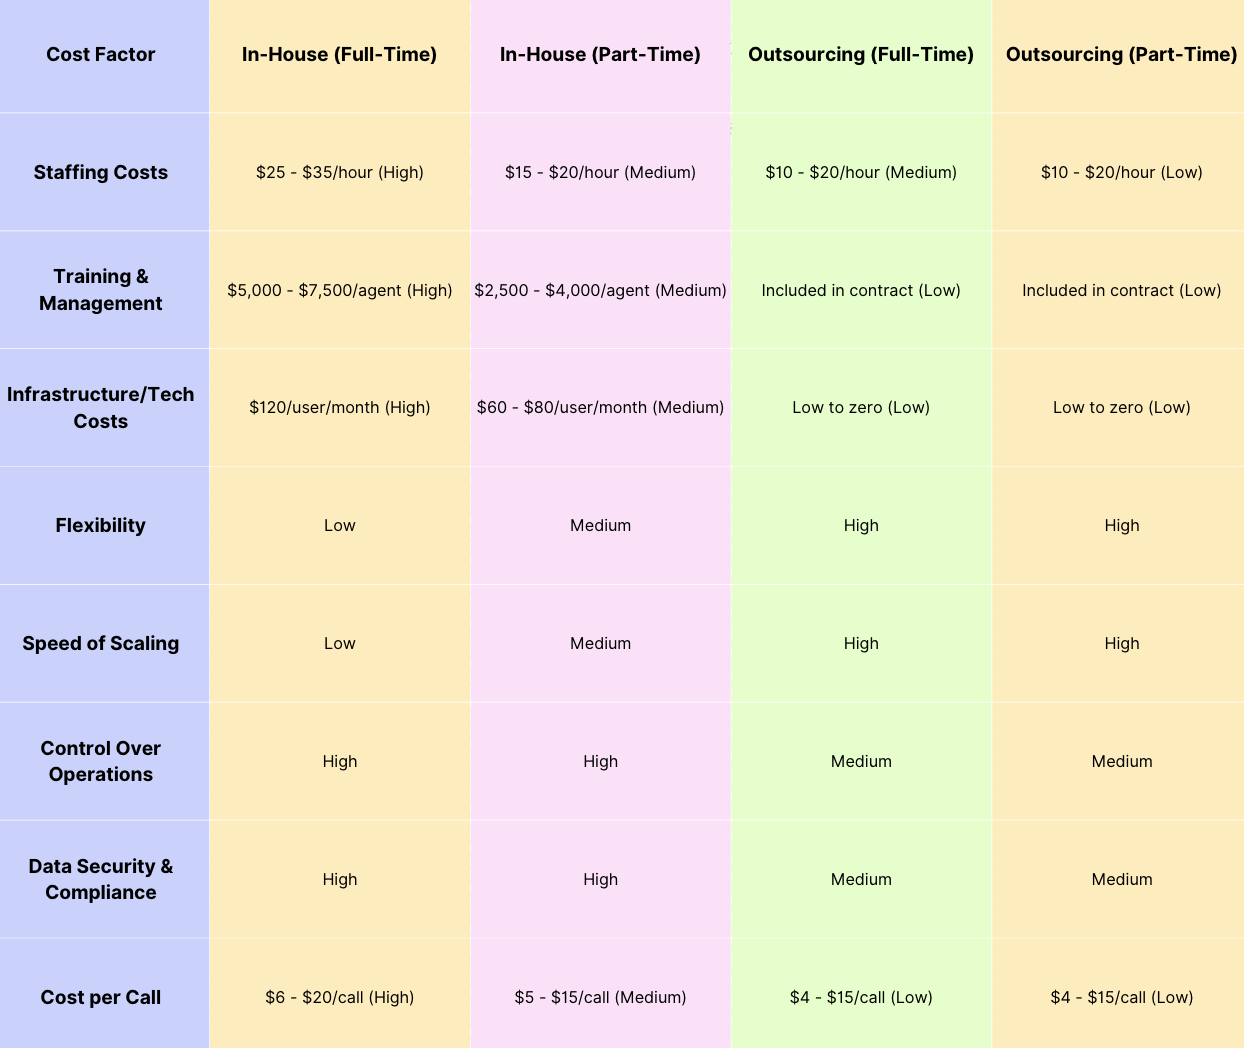 Cost Factor
In-House (Full-Time)
In-House (Part-Time)
Outsourcing (Full-Time)
Outsourcing (Part-Time)
Staffing Costs
$25 - $35/hour (High)
$15 - $20/hour (Medium)
$10 - $20/hour (Medium)
$10 - $20/hour (Low)
Training &
Management
$5,000 - $7,500/agent (High)
$2,500 - $4,000/agent (Medium)
Included in contract (Low)
Included in contract (Low)
Infrastructure/Tech
Costs
$120/user/month (High)
$60 - $80/user/month (Medium)
Low to zero (Low)
Low to zero (Low)
Flexibility
Low
Medium
High
High
Speed of Scaling
Low
Medium
High
High
Control Over
Operations
High
High
Medium
Medium
Data Security &
Compliance
High
High
Medium
Medium
Cost per Call
$6 - $20/call (High)
$5 - $15/call (Medium)
$4 - $15/call (Low)
$4 - $15/call (Low)